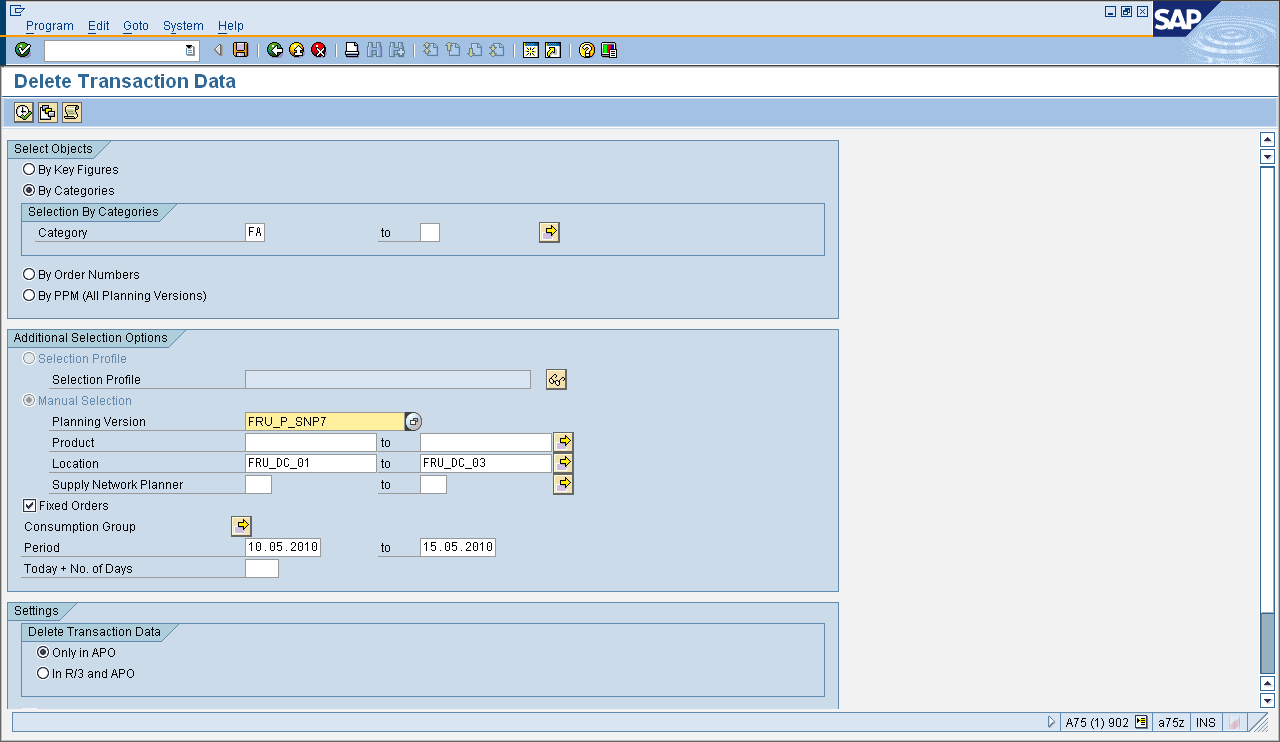 Program Edit Goto System Help
SAP
Delete Transaction Data
Select Objects
By Key Figures
By Categories
Selection By Categories
Category FA to
By Order Numbers
By PPM (All Planning Versions)
Additional Selection Options
Selection Profile
Selection Profile
Manual Selection
Planning Version FRU_P_SNP7
Product to
Location FRU_DC_01 to FRU_DC_03
Supply Network Planner to
Fixed Orders
Consumption Group
Period 10.05.2010 to 15.05.2010
Today + No. of Days
Settings
Delete Transaction Data
Only in APO
In R/3 and APO
A75 (1) 902 a75z INS